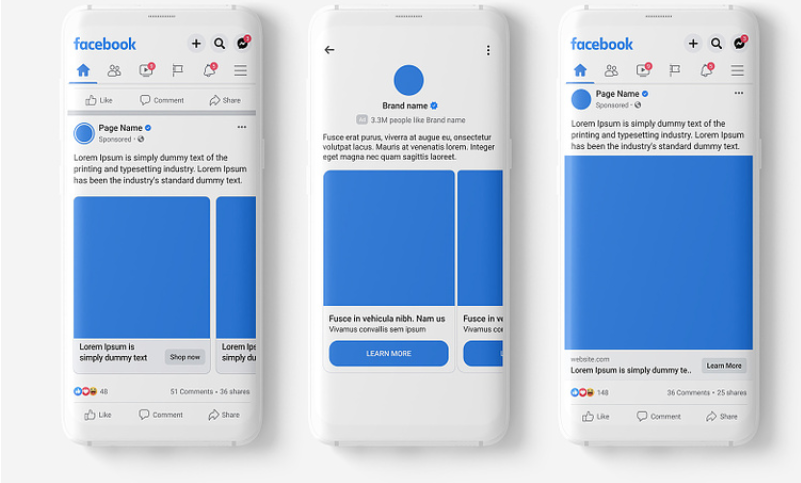 facebook
Like
Comment
Share
Page Name
Sponsored ·
Lorem Ipsum is simply dummy text of the
printing and typesetting industry. Lorem Ipsum
has been the industry's standard dummy text.
Lorem Ipsum is
simply dummy text
Shop now
Lorem Ips
simply du
48
51 Comments • 36 shares
Like
Comment
Share
Brand name
Ad
3.3M people like Brand name
Fusce erat purus, viverra at augue eu, onsectetur
volutpat lacus. Mauris at venenatis lorem. Integer
eget magna nec quam sagittis laoreet.
Fusce in vehicula nibh. Nam us
Vivamus convallis sem ipsum
LEARN MORE
Fusce in ve
Vivamus co
facebook
Page Name
Sponsored ·
Lorem Ipsum is simply dummy text of the
printing and typesetting industry. Lorem Ipsum
has been the industry's standard dummy text.
website.com
Lorem Ipsum is simply dummy te..
Learn More
148
36 Comments • 25 shares
Like
Comment
Share